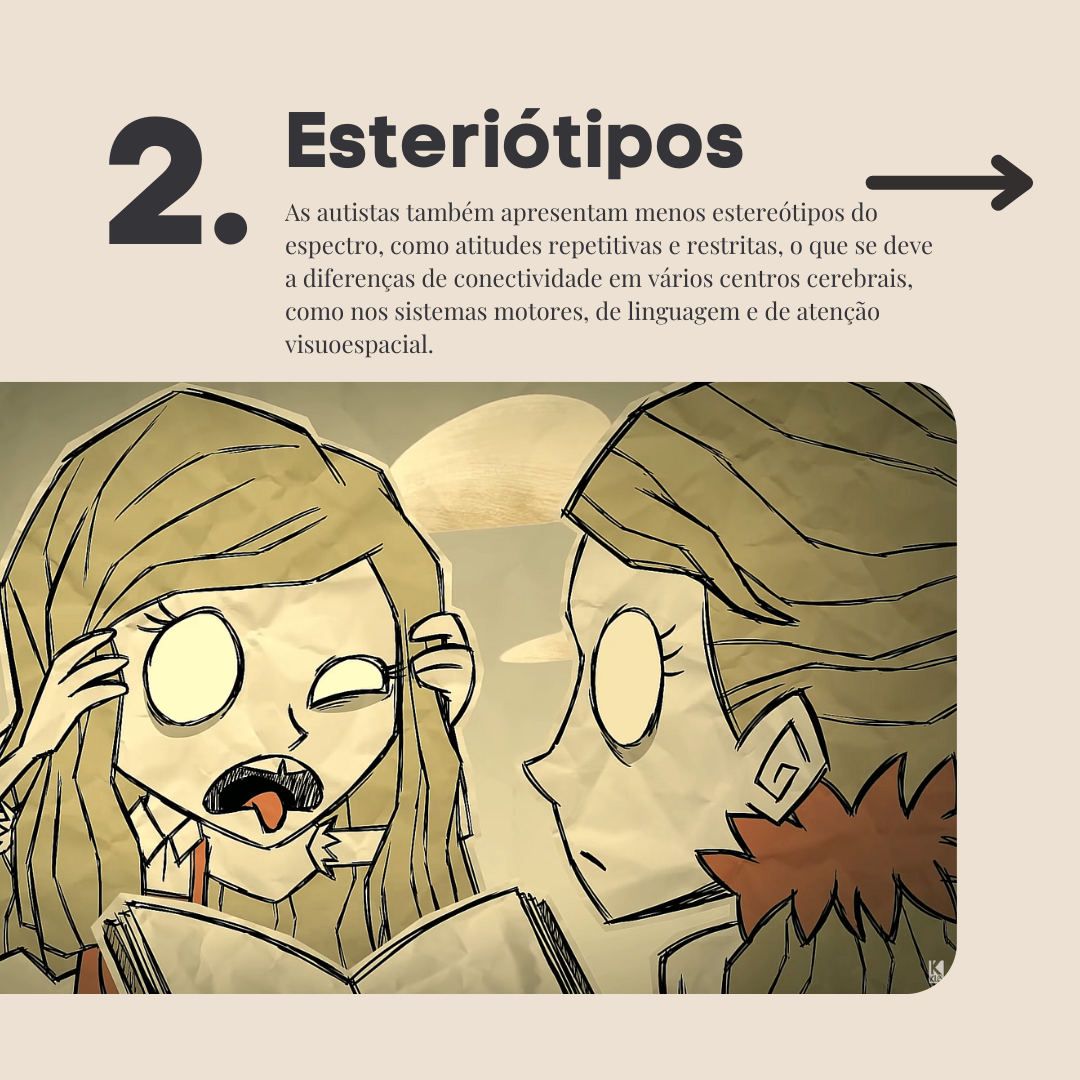 2.
Esteriótipos
As autistas também apresentam menos estereótipos do
espectro, como atitudes repetitivas e restritas, o que se deve
a diferenças de conectividade em vários centros cerebrais,
como nos sistemas motores, de linguagem e de atenção
visuoespacial.